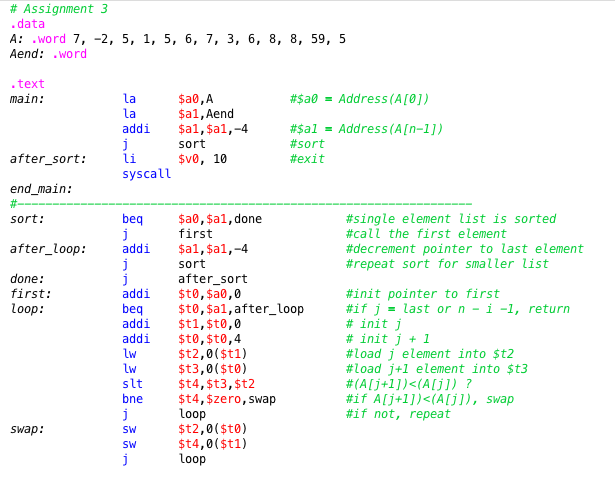 # Assignment 3
.data
A: .word 7, -2, 5, 1, 5, 6, 7, 3, 6, 8, 8, 59, 5
Aend: .word

.text
main: la $a0,A #$a0 = Address(A[0])
la $a1,Aend
addi $a1,$a1,-4 #$a1 = Address(A[n-1])
j sort #sort
after_sort: li $v0, 10 #exit
syscall
end_main:
#-----------------------------------------------------------------
sort: beq $a0,$a1,done #single element list is sorted
j first #call the first element
after_loop: addi $a1,$a1,-4 #decrement pointer to last element
j sort #repeat sort for smaller list
done: j after_sort
first: addi $t0,$a0,0 #init pointer to first
loop: beq $t0,$a1,after_loop #if j = last or n - i -1, return
addi $t1,$t0,0 # init j
addi $t0,$t0,4 # init j + 1
lw $t2,0($t1) #load j element into $t2
lw $t3,0($t0) #load j+1 element into $t3
slt $t4,$t3,$t2 #(A[j+1])<(A[j]) ?
bne $t4,$zero,swap #if A[j+1])<(A[j]), swap
j loop #if not, repeat
swap: sw $t2,0($t0)
sw $t4,0($t1)
j loop